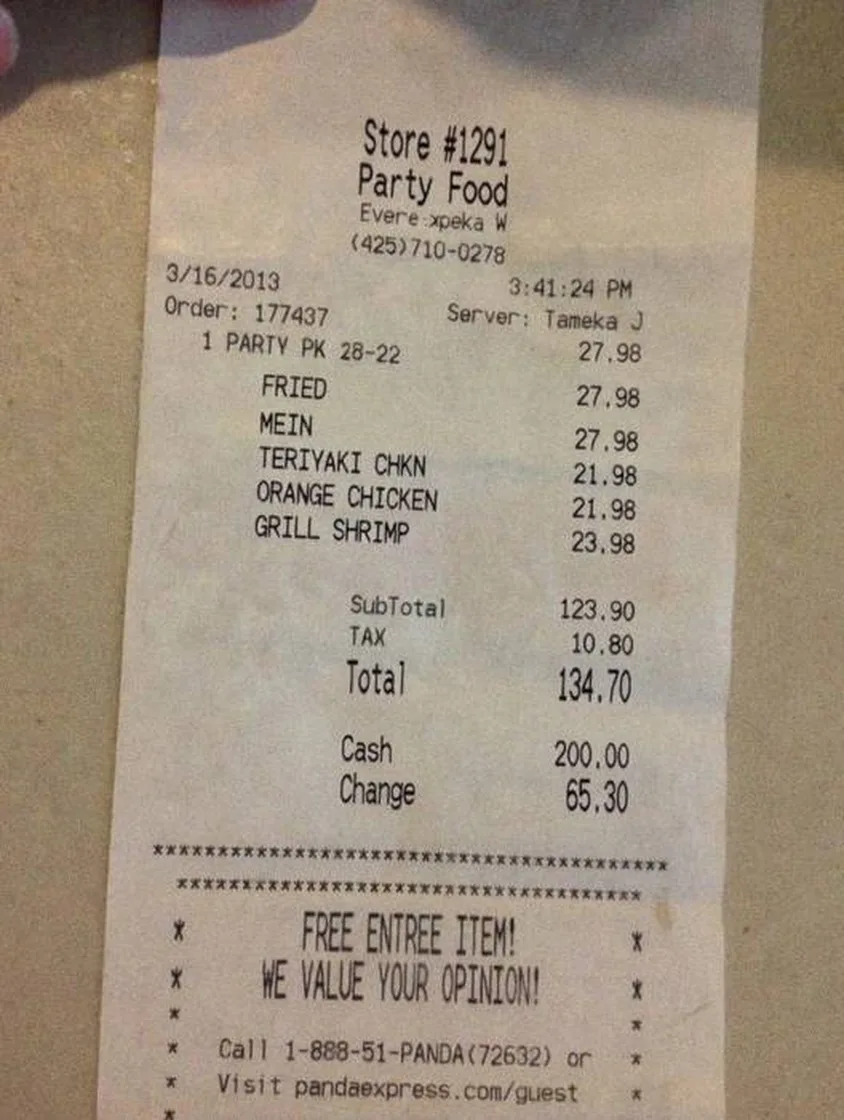 Store #1291
Party Food
W
(425)710-0278
3/16/2013 3:41:24 PM
Order: 177437 Server: Tameka J
1 PARTY PK 28-22 27.98
FRIED 27.98
MEIN 27.98
TERIYAKI CHKN 21.98
ORANGE CHICKEN 21.98
GRILL SHRIMP 23.98
SubTotal 123.90
TAX 10.80
Total 134.70
Cash 200.00
Change 65.30
FREE ENTREE ITEM!
WE VALUE YOUR OPINION!
Call 1-888-51-PANDA(72632) or
Visit pandaexpress.com/guest